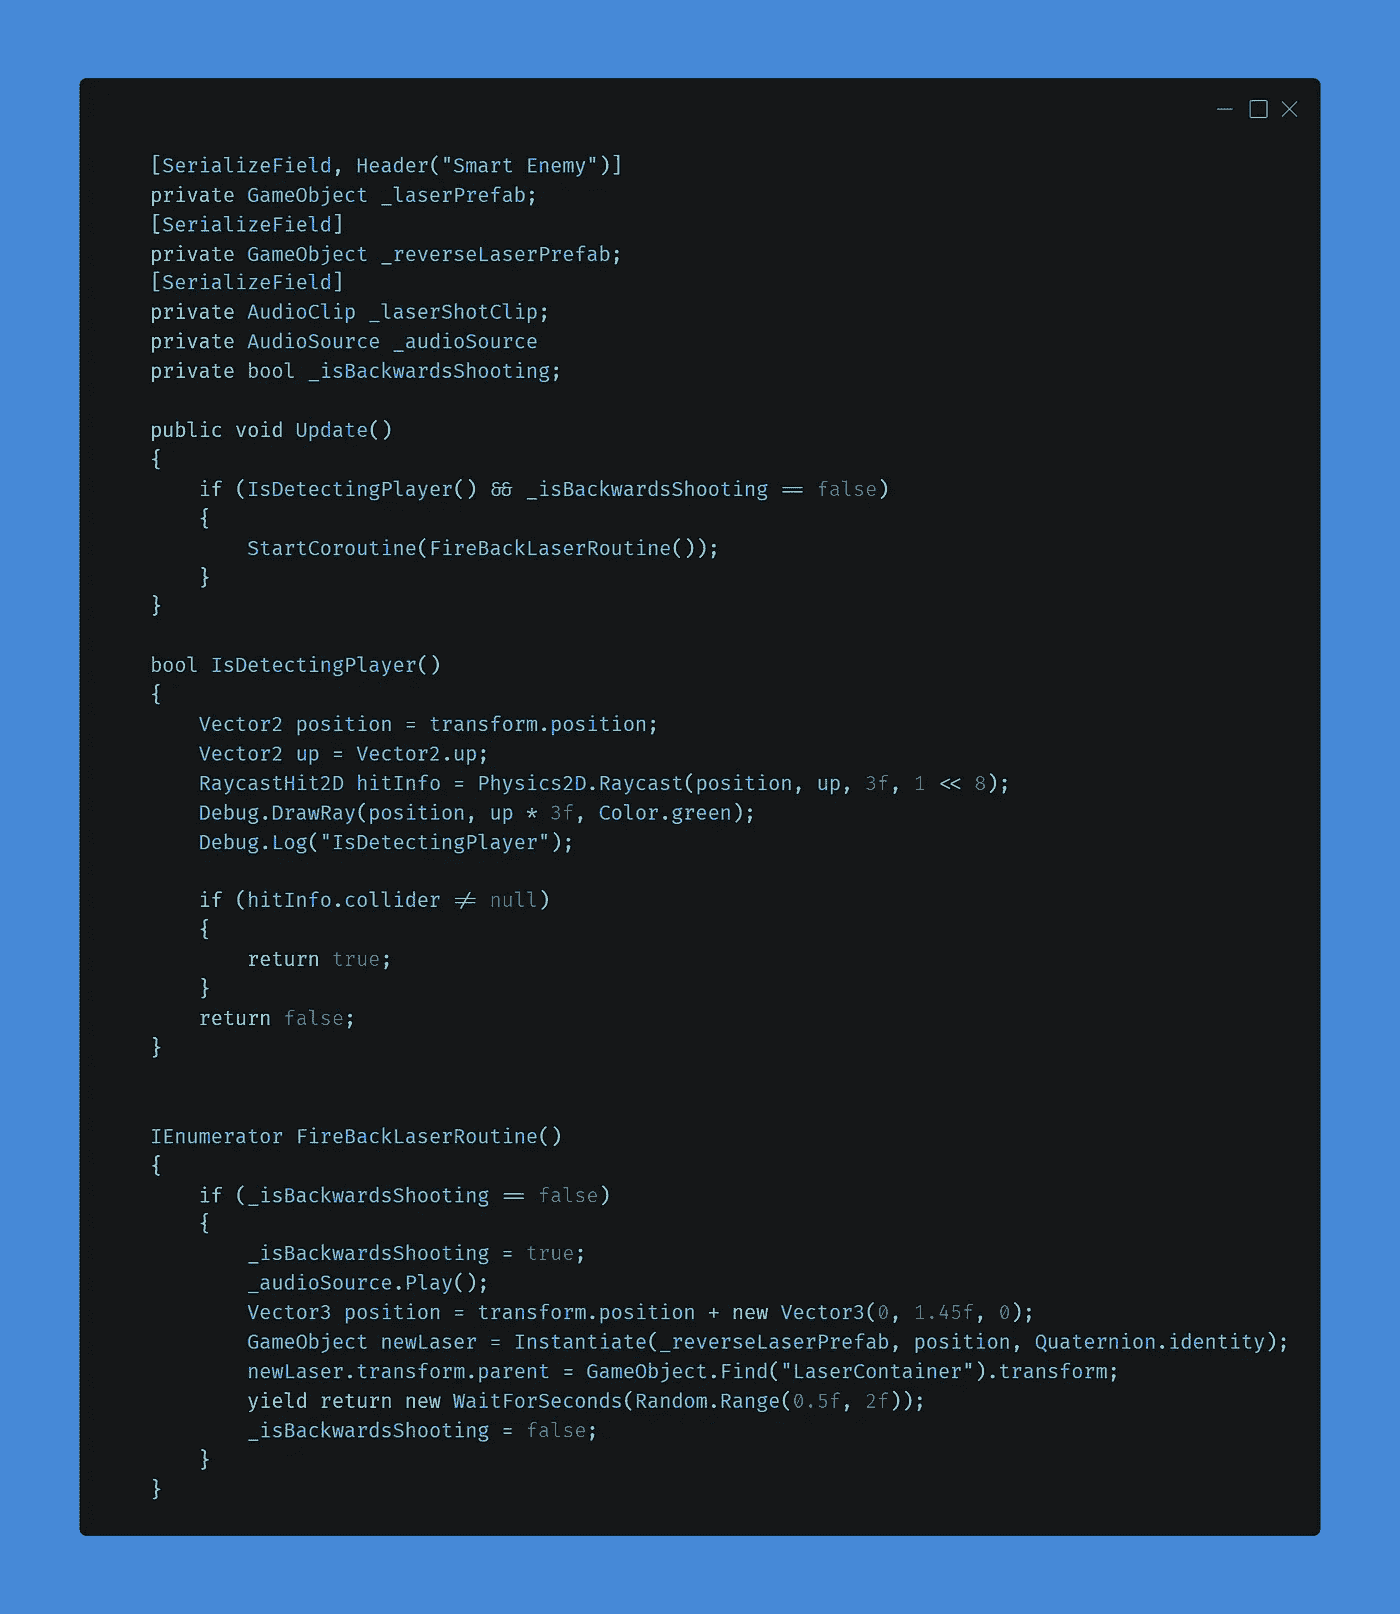 [SerializeField, Header("Smart Enemy")]
private GameObject _laserPrefab;
[SerializeField]
private GameObject _reverseLaserPrefab;
[SerializeField]
private AudioClip _laserShotClip;
private AudioSource _audioSource
private bool _isBackwardsShooting;

public void Update()
{
    if (IsDetectingPlayer() && _isBackwardsShooting == false)
    {
        StartCoroutine(FireBackLaserRoutine());
    }
}

bool IsDetectingPlayer()
{
    Vector2 position = transform.position;
    Vector2 up = Vector2.up;
    RaycastHit2D hitInfo = Physics2D.Raycast(position, up, 3f, 1 << 8);
    Debug.DrawRay(position, up * 3f, Color.green);
    Debug.Log("IsDetectingPlayer");

    if (hitInfo.collider != null)
    {
        return true;
    }
    return false;
}

IEnumerator FireBackLaserRoutine()
{
    if (_isBackwardsShooting == false)
    {
        _isBackwardsShooting = true;
        _audioSource.Play();
        Vector3 position = transform.position + new Vector3(0, 1.45f, 0);
        GameObject newLaser = Instantiate(_reverseLaserPrefab, position, Quaternion.identity);
        newLaser.transform.parent = GameObject.Find("LaserContainer").transform;
        yield return new WaitForSeconds(Random.Range(0.5f, 2f));
        _isBackwardsShooting = false;
    }
}